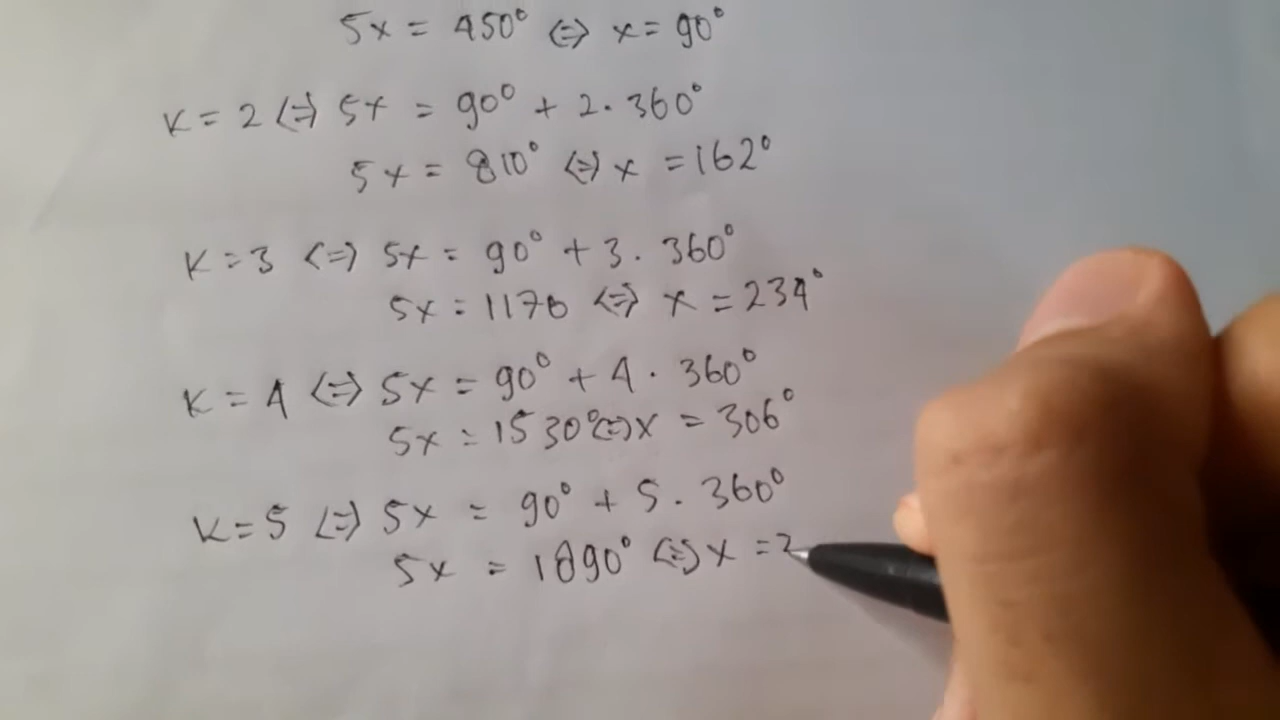 5x = 450° <=> x = 90°
K = 2 <=> 5x = 90° + 2 . 360°
5x = 810° <=> x = 162°
K = 3 <=> 5x = 90° + 3 . 360°
5x = 1170 <=> x = 234°
K = 4 <=> 5x = 90° + 4 . 360°
5x = 1530° <=> x = 306°
K = 5 <=> 5x = 90° + 5 . 360°
5x = 1890° <=> x = 3